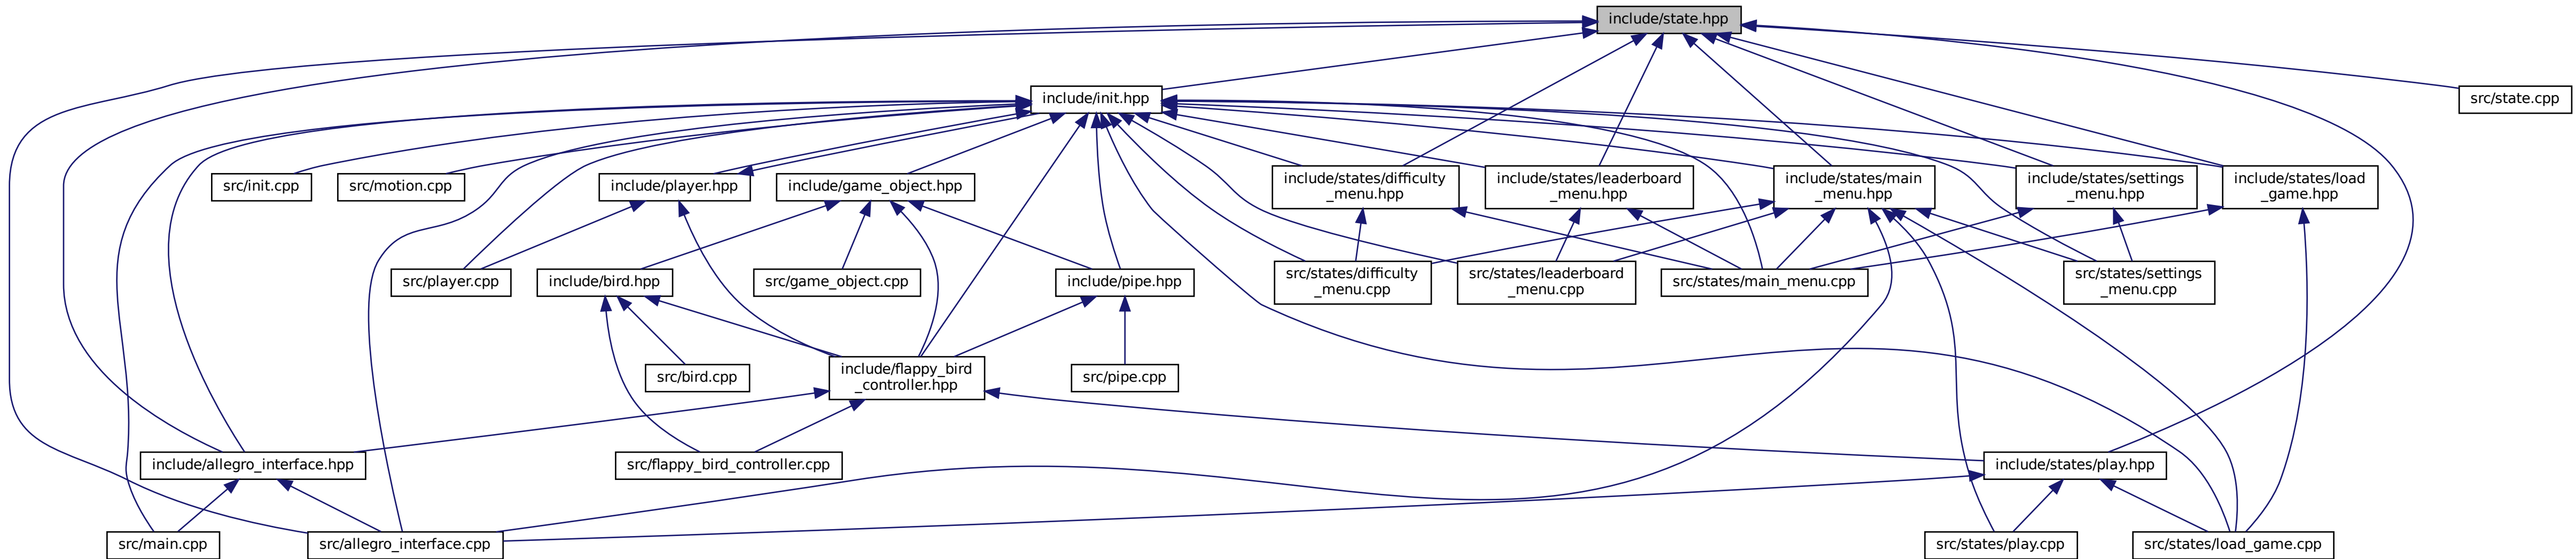 include/state.hpp
include/init.hpp
src/state.cpp
src/init.cpp
src/motion.cpp
include/player.hpp
include/game_object.hpp
include/states/difficulty
_menu.hpp
include/states/leaderboard
_menu.hpp
include/states/main
_menu.hpp
include/states/settings
_menu.hpp
include/states/load
_game.hpp
src/player.cpp
include/bird.hpp
src/game_object.cpp
include/pipe.hpp
src/states/difficulty
_menu.cpp
src/states/leaderboard
_menu.cpp
src/states/main_menu.cpp
src/states/settings
_menu.cpp
src/bird.cpp
include/flappy_bird
_controller.hpp
src/pipe.cpp
include/allegro_interface.hpp
src/flappy_bird_controller.cpp
include/states/play.hpp
src/main.cpp
src/allegro_interface.cpp
src/states/play.cpp
src/states/load_game.cpp